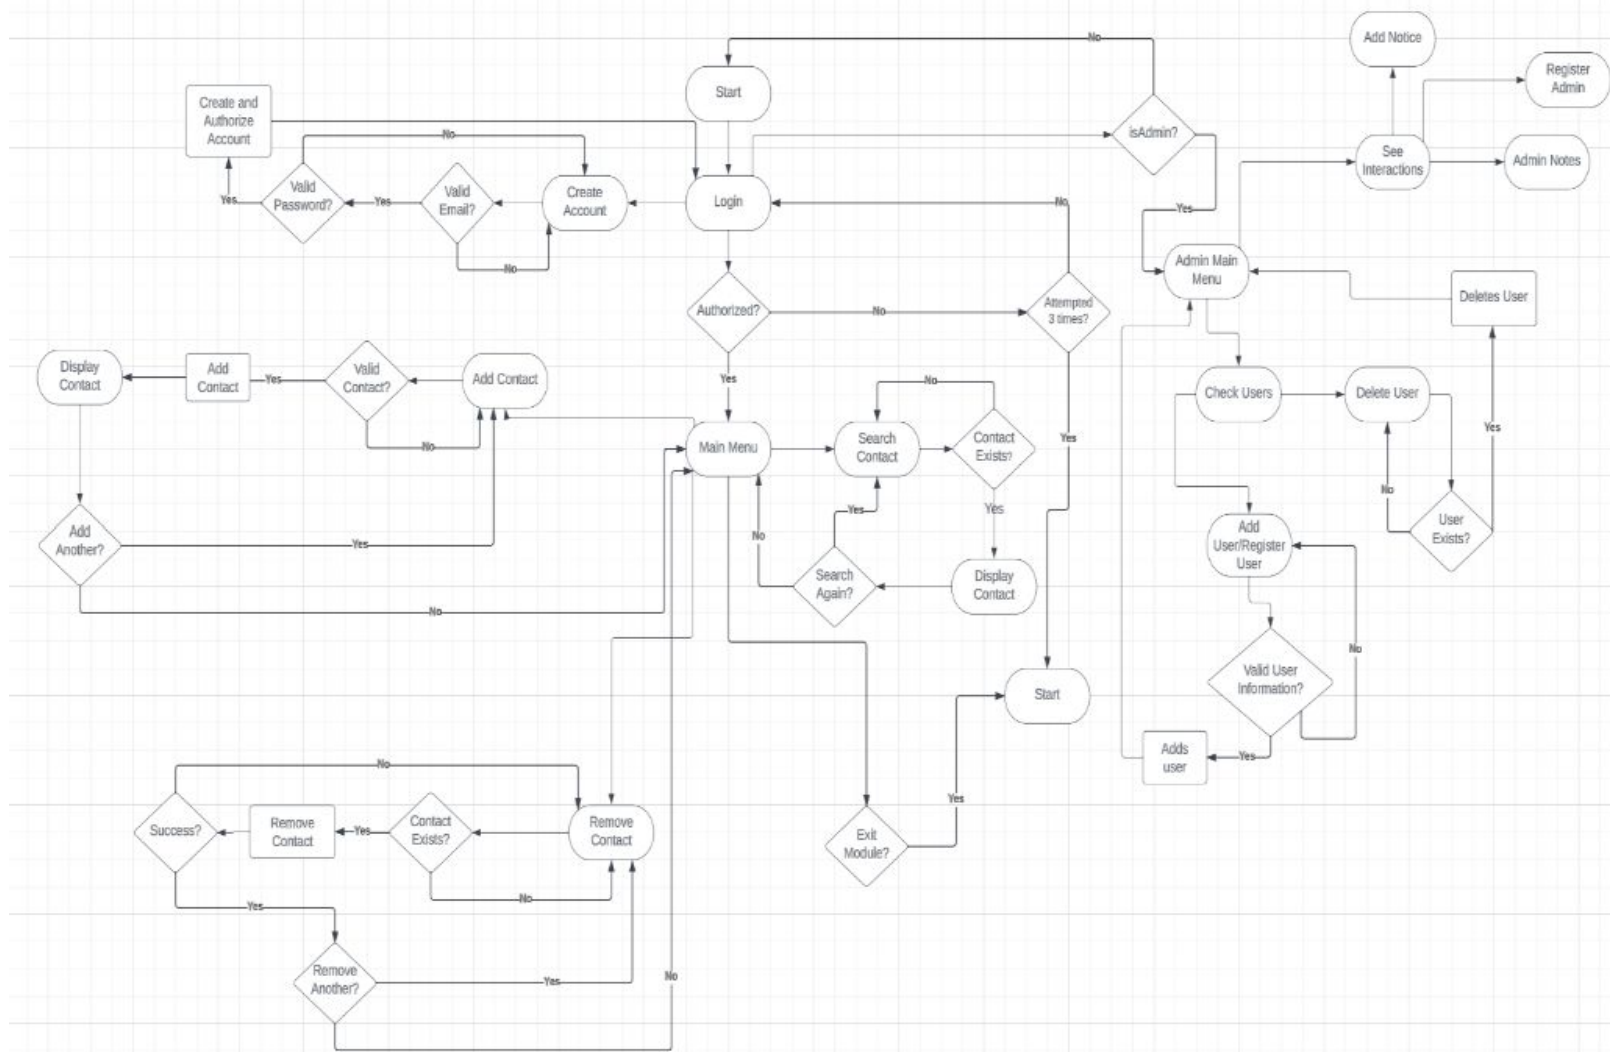 Add Notice
No
Start
Register
Admin
Create and
Authorize
Account
No
isAdmin?
See
Interactions
Admin Notes
Valid
Password?
Yes
Yes
Valid
Email?
Create
Account
Login
No
Yes
No
Admin Main
Menu
Deletes User
Authorized?
No
Attempted
3 times?
Display
Contact
Add
Contact
Yes
Valid
Contact?
Add Contact
Yes
No
Check Users
Delete User
No
Main Menu
Search
Contact
Contact
Exists?
Yes
Yes
Yes
Yes
No
Add
Another?
Yes
No
Search
Again?
Display
Contact
Add
User/Register
User
User
Exists?
No
No
Valid User
Information?
Start
Adds
user
Yes
No
Yes
Success?
Remove
Contact
Yes
Contact
Exists?
Remove
Contact
Exit
Module?
No
Yes
Remove
Another?
Yes
No